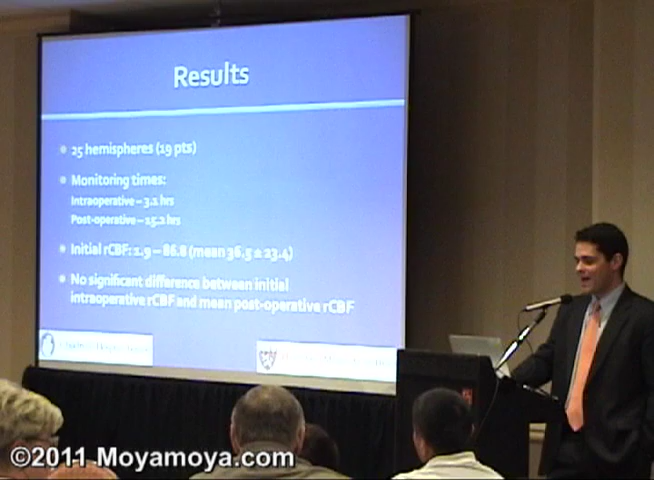 Results
25 hemispheres (19 pts)
Monitoring times:
Intraoperative – 3.1 hrs
Post-operative – 15.2 hrs
Initial rCBF: 1.9 – 86.8 (mean 36.5 ± 23.4)
No significant difference between initial
intraoperative rCBF and mean post-operative rCBF
©2011 Moyamoya.com